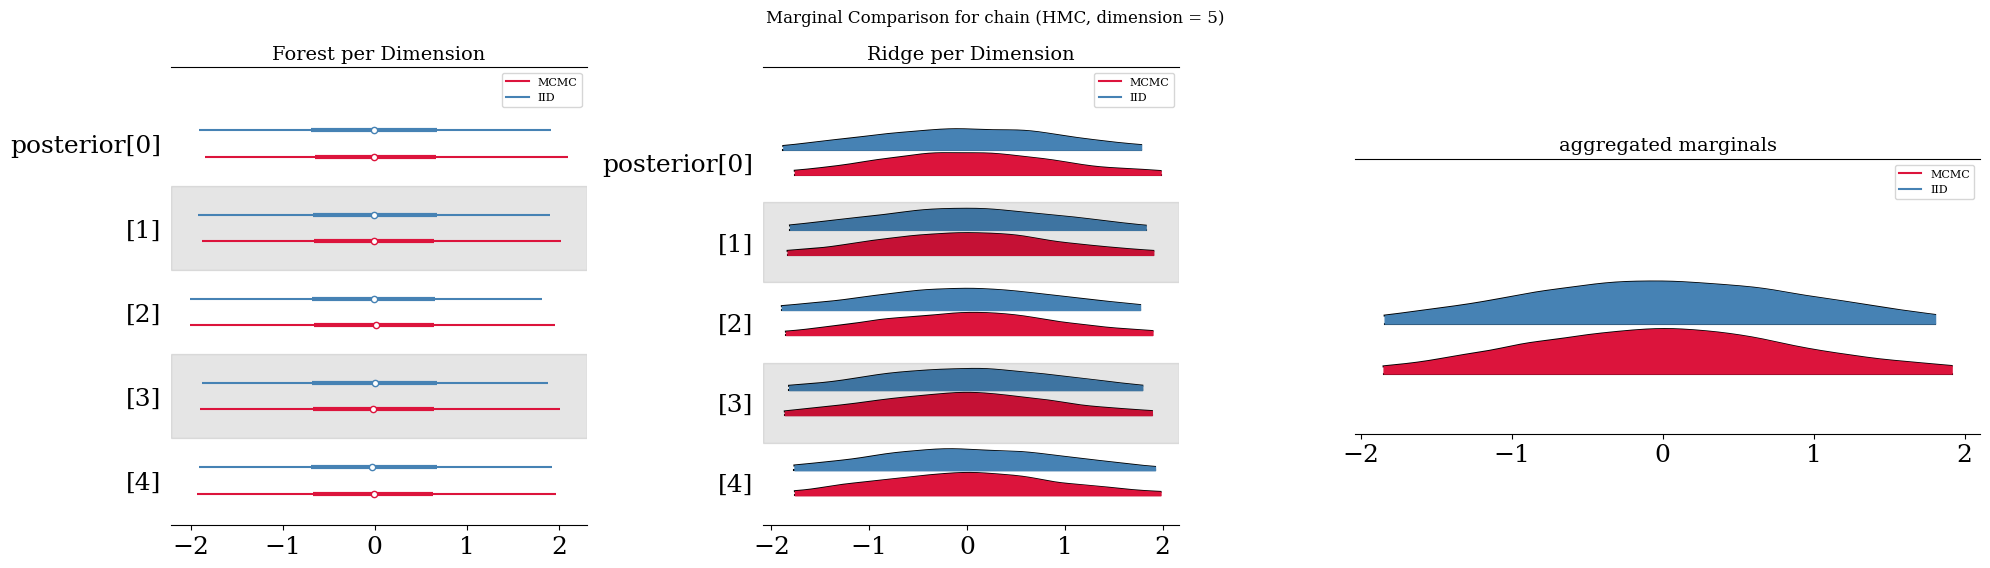 Marginal Comparison for chain (HMC, dimension = 5)
Forest per Dimension
MCMC
IID
posterior[0]
[1]
[2]
[3]
[4]
−2 −1 0 1 2
Ridge per Dimension
MCMC
IID
posterior[0]
[1]
[2]
[3]
[4]
−2 −1 0 1 2
aggregated marginals
MCMC
IID
−2 −1 0 1 2